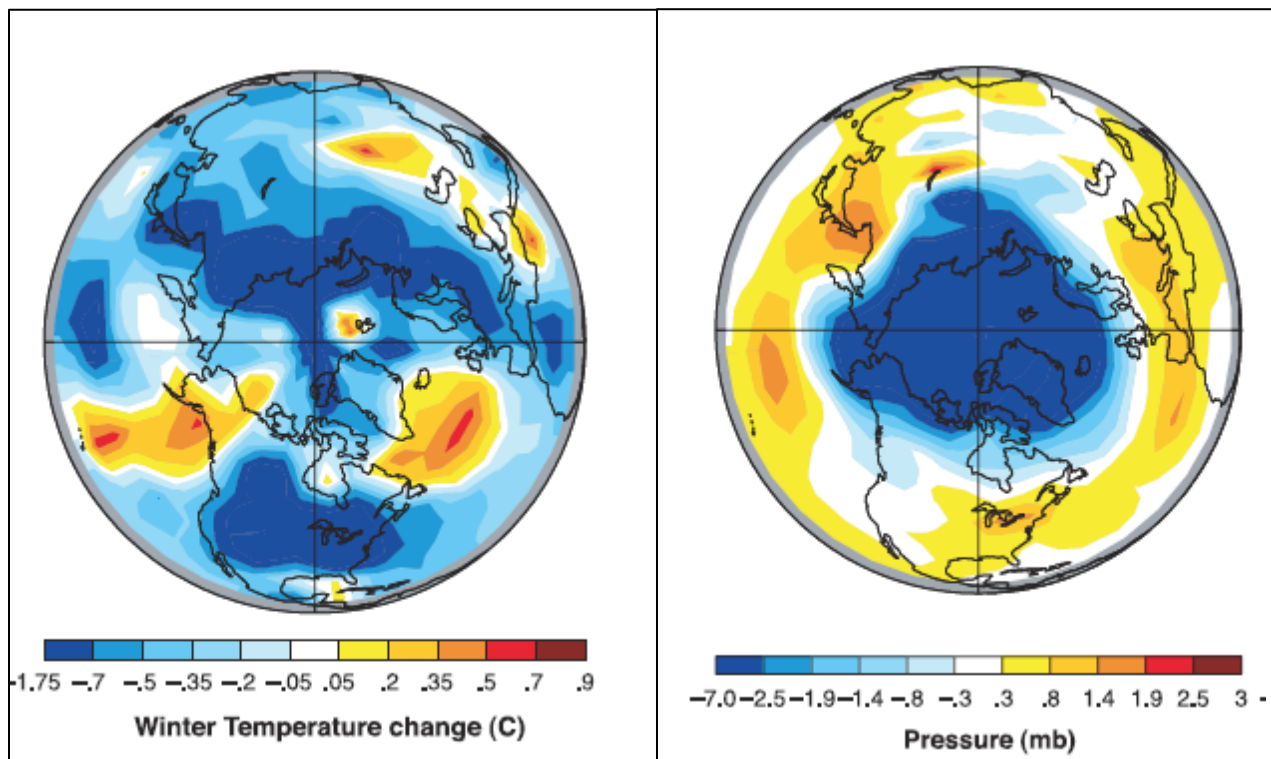 -1.75 -.7 -.5 -.35 -.2 -.05 .05 .2 .35 .5 .7 .9
Winter Temperature change (C)
-7.0 -2.5 -1.9 -1.4 -.8 -.3 .3 .8 1.4 1.9 2.5 3 -
Pressure (mb)